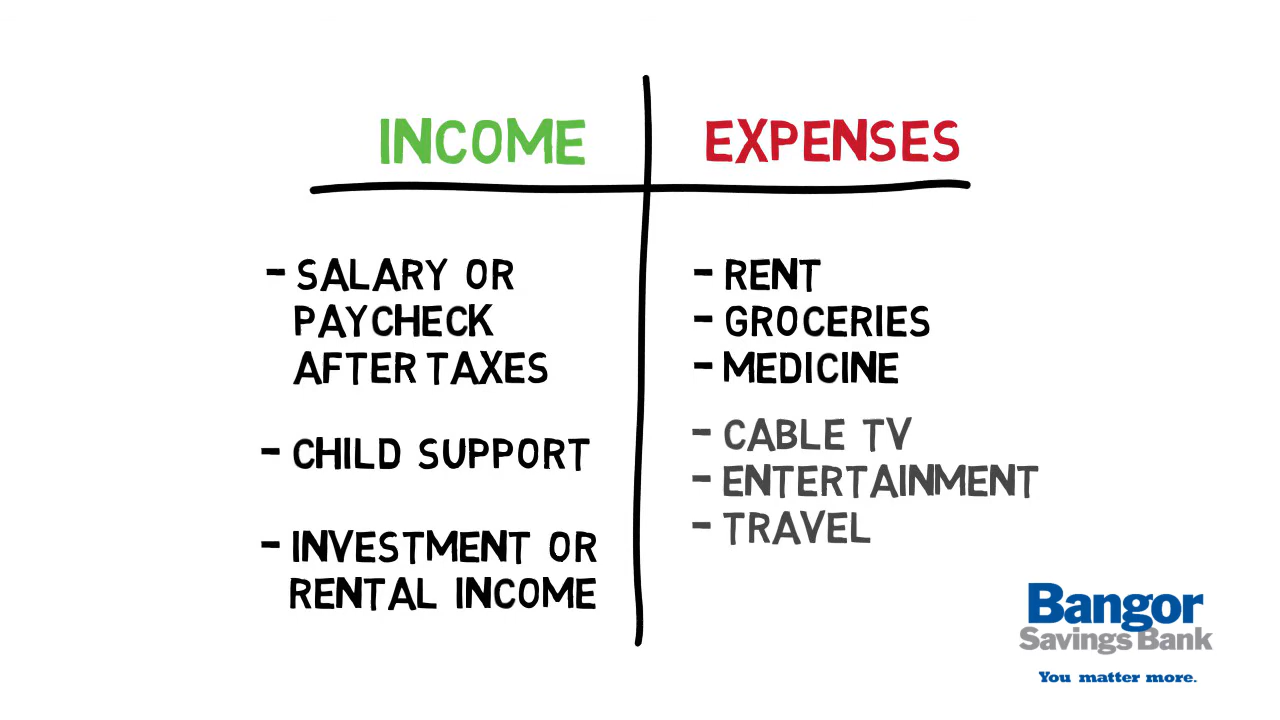 INCOME
EXPENSES
- SALARY OR
PAYCHECK
AFTER TAXES
- CHILD SUPPORT
- INVESTMENT OR
RENTAL INCOME
- RENT
- GROCERIES
- MEDICINE
- CABLE TV
- ENTERTAINMENT
- TRAVEL
Bangor
Savings Bank
You matter more.